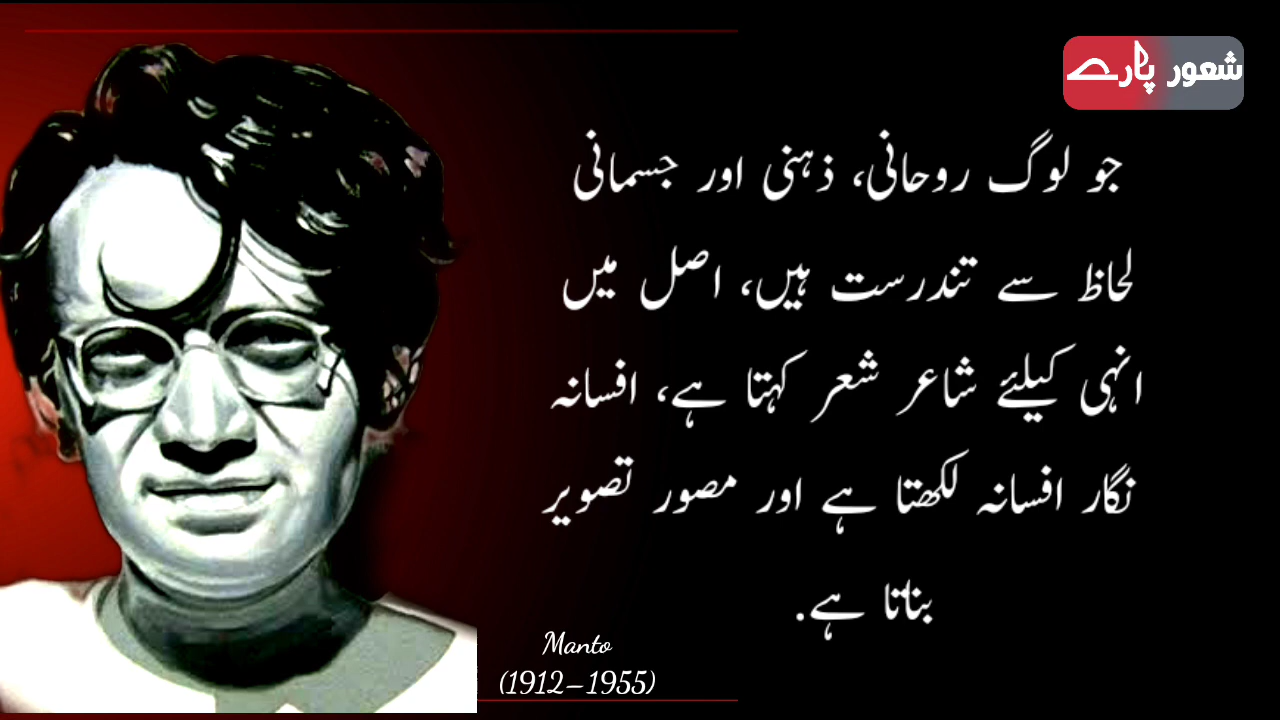 شعور پارے
جو لوگ روحانی، ذہنی اور جسمانی
لحاظ سے تندرست ہیں، اصل میں
انہی کیلئے شاعر شعر کہتا ہے، افسانہ
نگار افسانہ لکھتا ہے اور مصور تصویر
بناتا ہے.
Manto
(1912–1955)